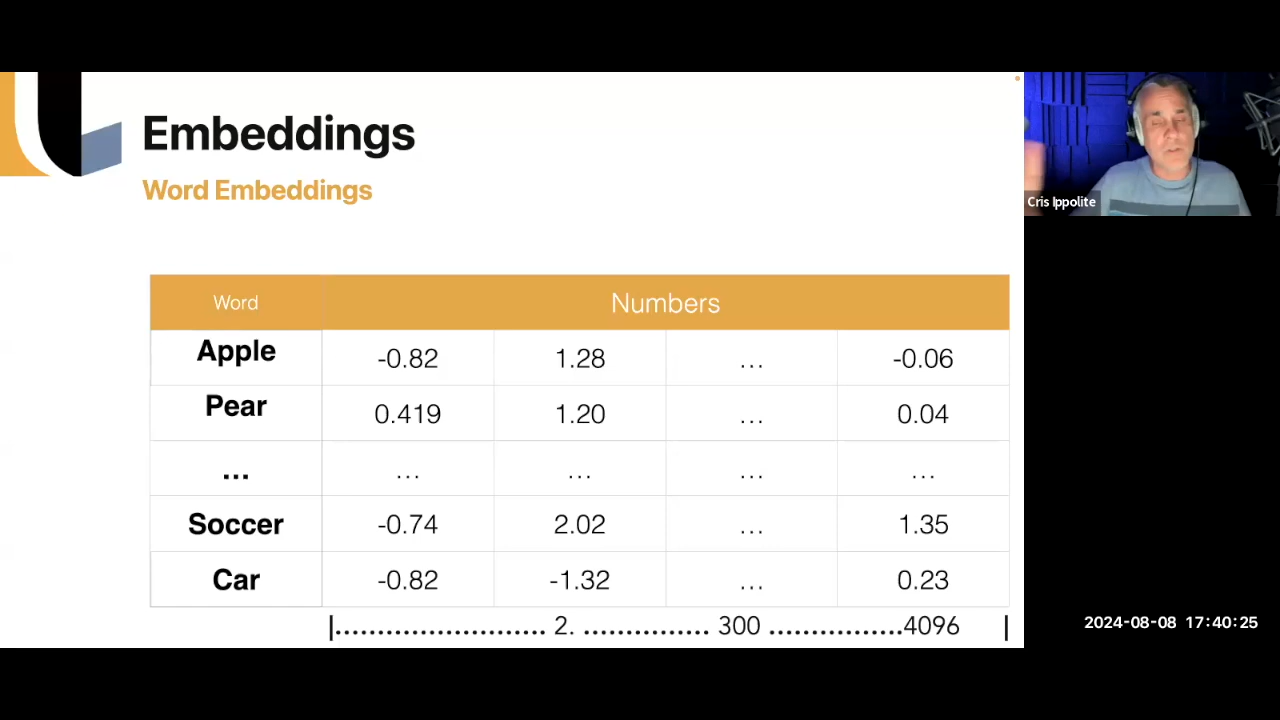 Embeddings
Word Embeddings
Cris Ippolite
Word Numbers
Apple -0.82 1.28 ... -0.06
Pear 0.419 1.20 ... 0.04
... ... ... ... ...
Soccer -0.74 2.02 ... 1.35
Car -0.82 -1.32 ... 0.23
|......................... 2. ............... 300 ................4096 |
2024-08-08 17:40:25